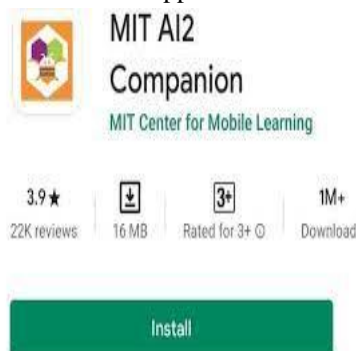 MIT AI2
Companion
MIT Center for Mobile Learning
3.9★ 3+ 1M+
22K reviews 16 MB Rated for 3+ ⓘ Download
Install